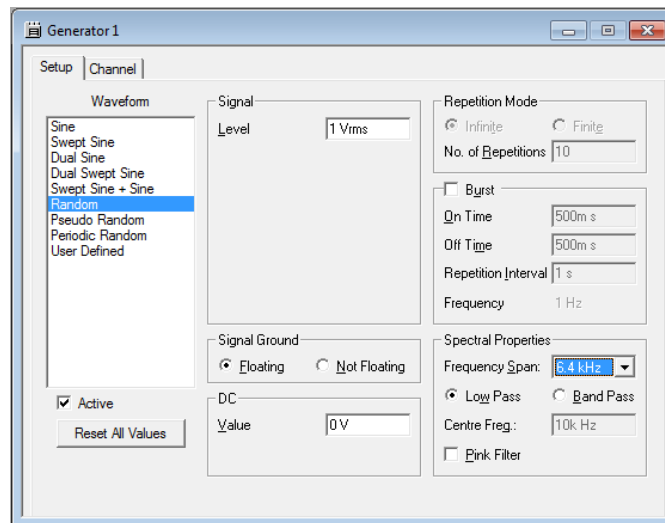 Generator 1
Setup
Channel
Waveform
Sine
Swept Sine
Dual Sine
Dual Swept Sine
Swept Sine + Sine
Random
Pseudo Random
Periodic Random
User Defined
Active
Reset All Values
Signal
Level 1 Vrms
Signal Ground
Floating Not Floating
DC
Value 0 V
Repetition Mode
Infinite Finite
No. of Repetitions 10
Burst
On Time 500m s
Off Time 500m s
Repetition Interval 1 s
Frequency 1 Hz
Spectral Properties
Frequency Span: 6.4 kHz
Low Pass Band Pass
Centre Freq.: 10k Hz
Pink Filter